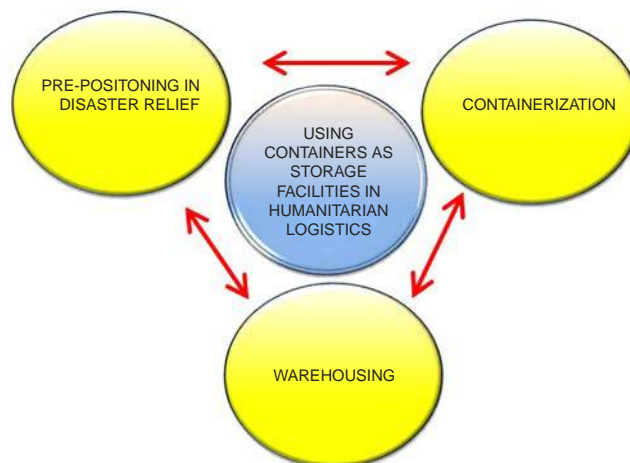 PRE-POSITONING IN
DISASTER RELIEF
CONTAINERIZATION
USING
CONTAINERS AS
STORAGE
FACILITIES IN
HUMANITARIAN
LOGISTICS
WAREHOUSING